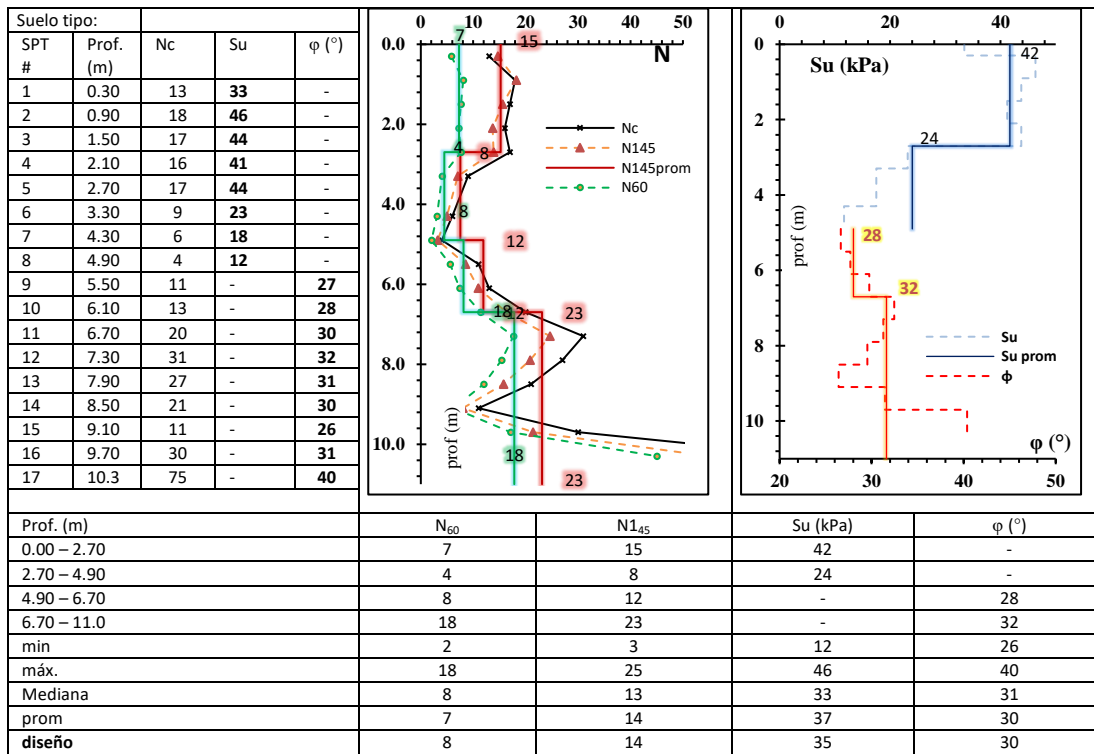 Suelo tipo:
SPT # Prof. (m) Nc Su φ (°)
1 0.30 13 33 -
2 0.90 18 46 -
3 1.50 17 44 -
4 2.10 16 41 -
5 2.70 17 44 -
6 3.30 9 23 -
7 4.30 6 18 -
8 4.90 4 12 -
9 5.50 11 - 27
10 6.10 13 - 28
11 6.70 20 - 30
12 7.30 31 - 32
13 7.90 27 - 31
14 8.50 21 - 30
15 9.10 11 - 26
16 9.70 30 - 31
17 10.3 75 - 40
0 10 20 30 40 50
N
0.0
2.0
4.0
6.0
8.0
10.0
prof (m)
7 15
4 8
8 12
18 12 23
18 23
Nc
N145
N145prom
N60
0 20 40
Su (kPa)
42
24
28
32
0
2
4
6
8
10
prof (m)
Su
Su prom
ϕ
φ (°)
20 30 40 50
Prof. (m) N60 N145 Su (kPa) φ (°)
0.00 – 2.70 7 15 42 -
2.70 – 4.90 4 8 24 -
4.90 – 6.70 8 12 - 28
6.70 – 11.0 18 23 - 32
min 2 3 12 26
máx. 18 25 46 40
Mediana 8 13 33 31
prom 7 14 37 30
diseño 8 14 35 30